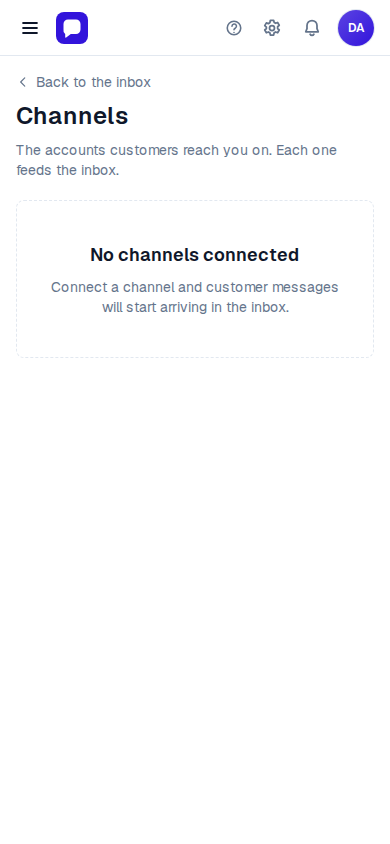 DA
Back to the inbox
Channels
The accounts customers reach you on. Each one
feeds the inbox.
No channels connected
Connect a channel and customer messages
will start arriving in the inbox.